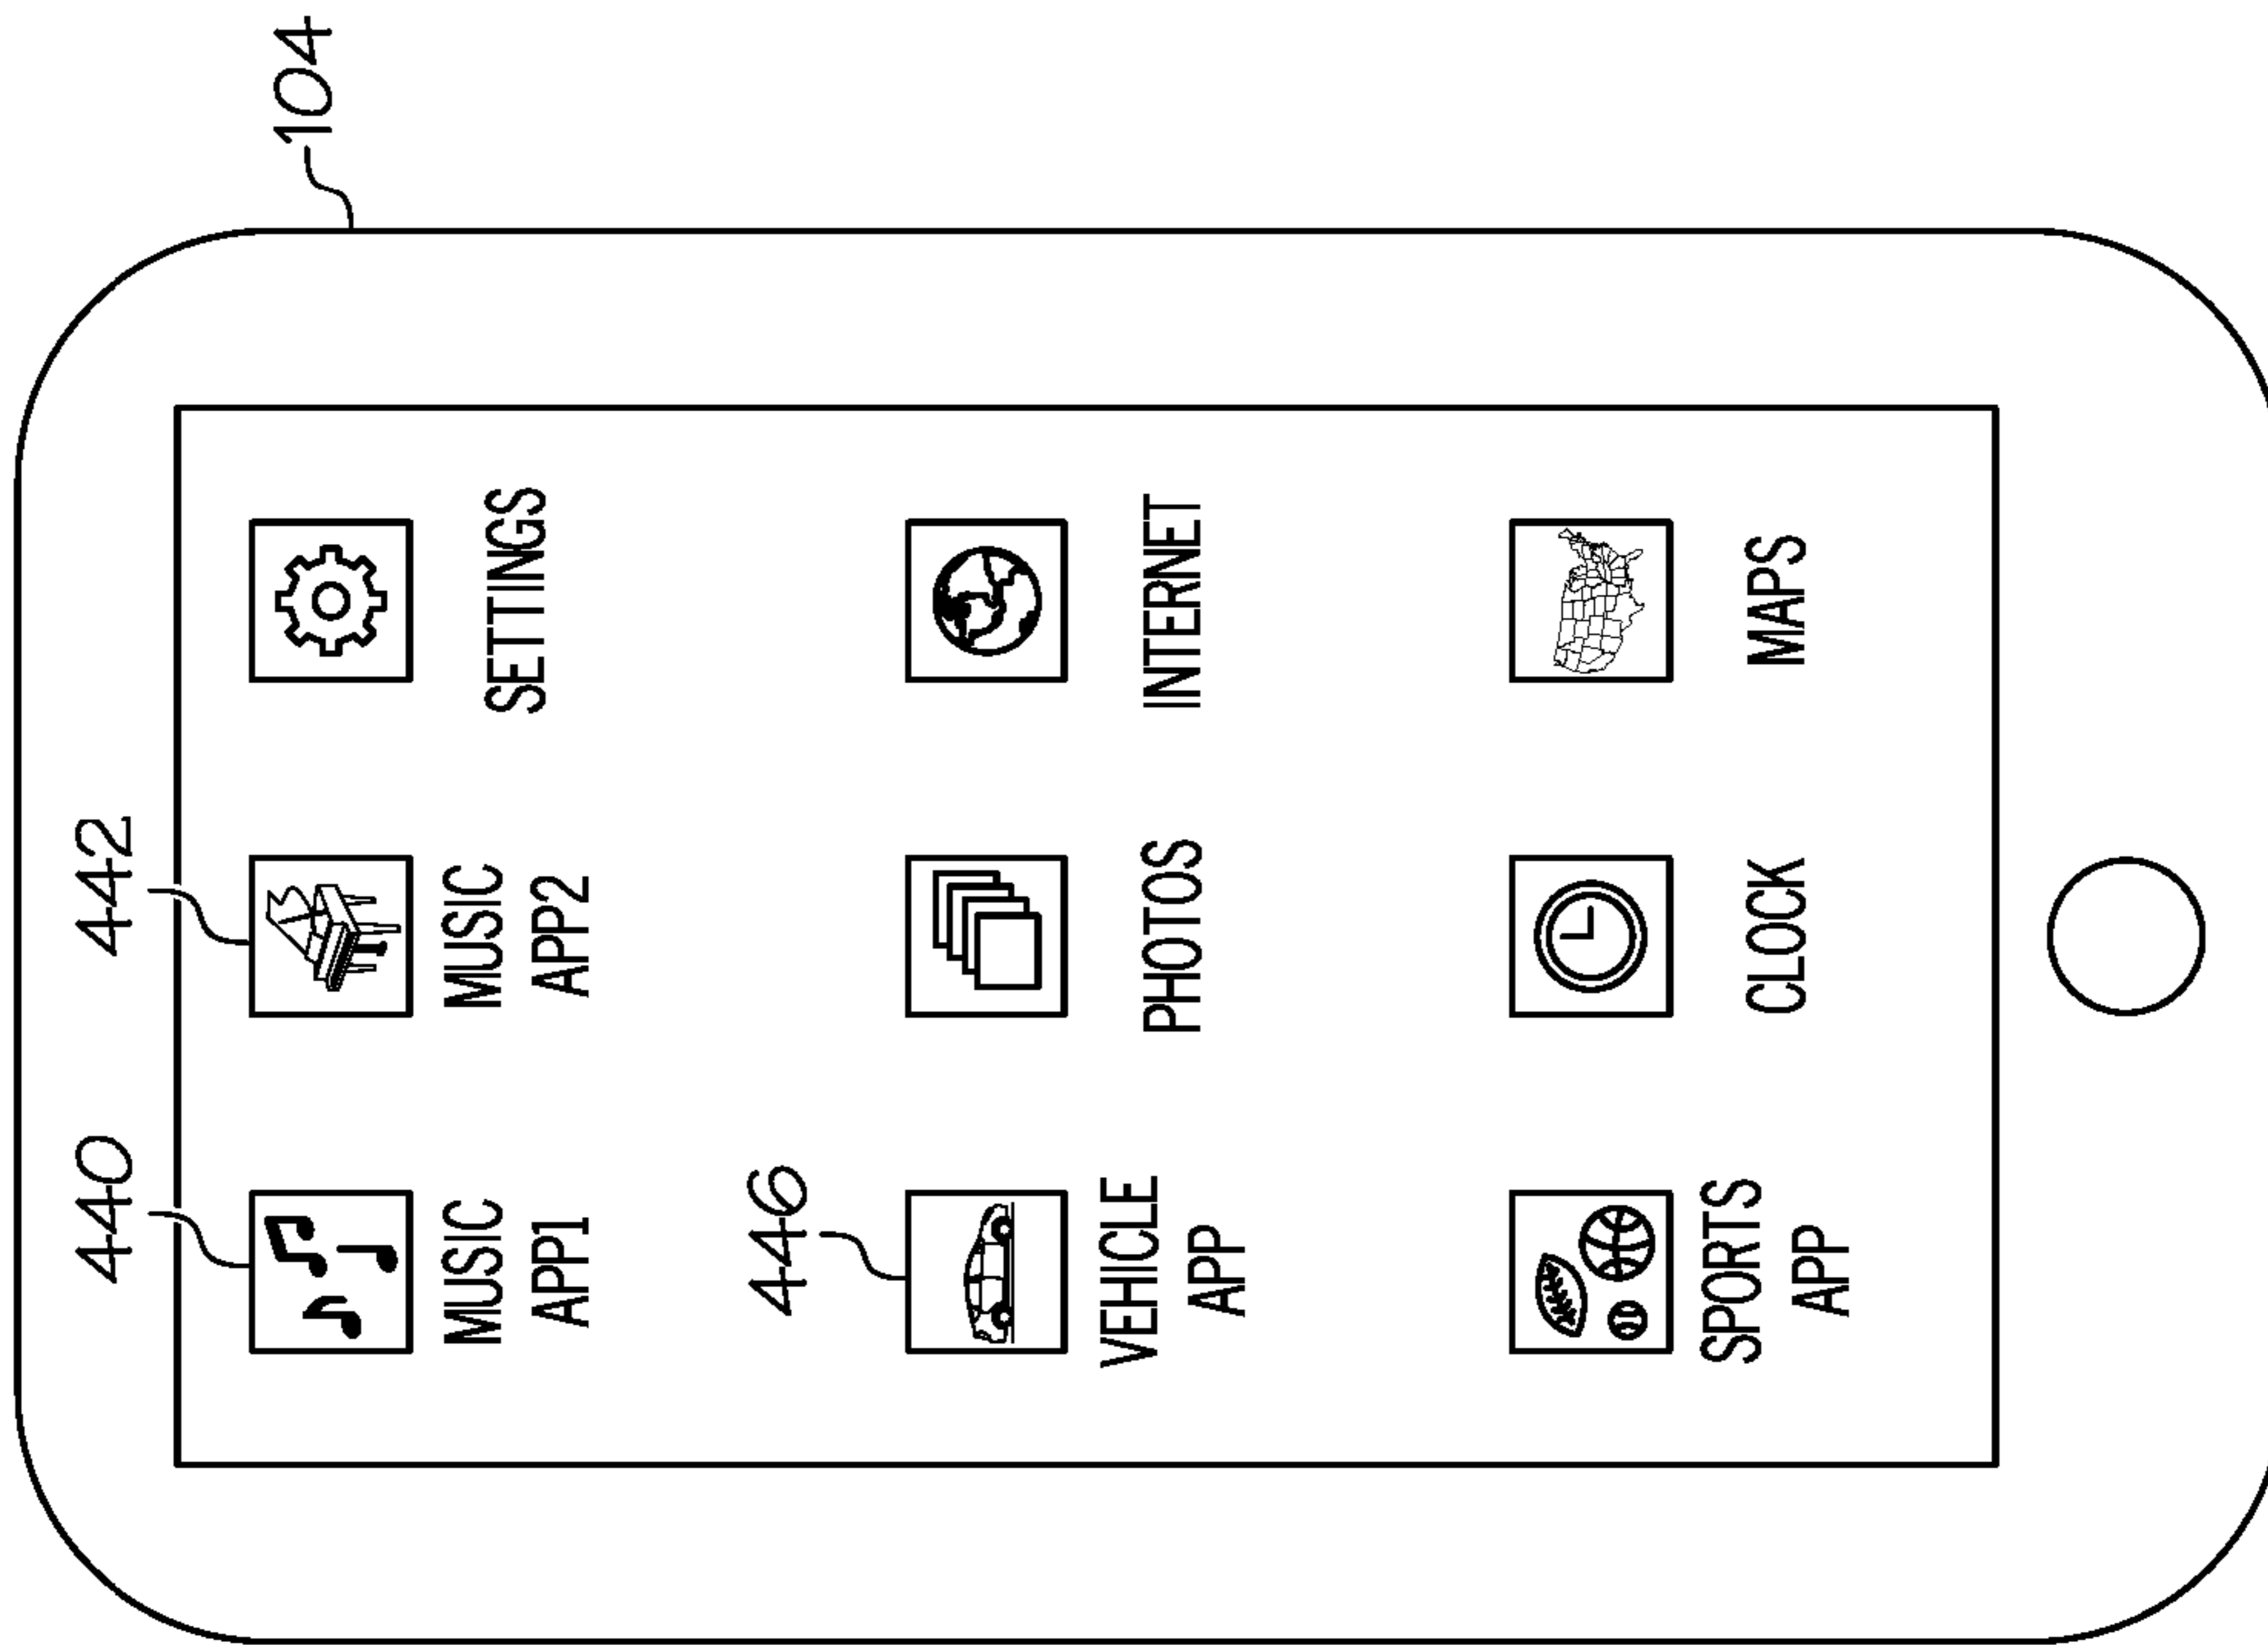 104
440
442
MUSIC
APP1
MUSIC
APP2
SETTINGS
446
VEHICLE
APP
PHOTOS
INTERNET
SPORTS
APP
CLOCK
MAPS